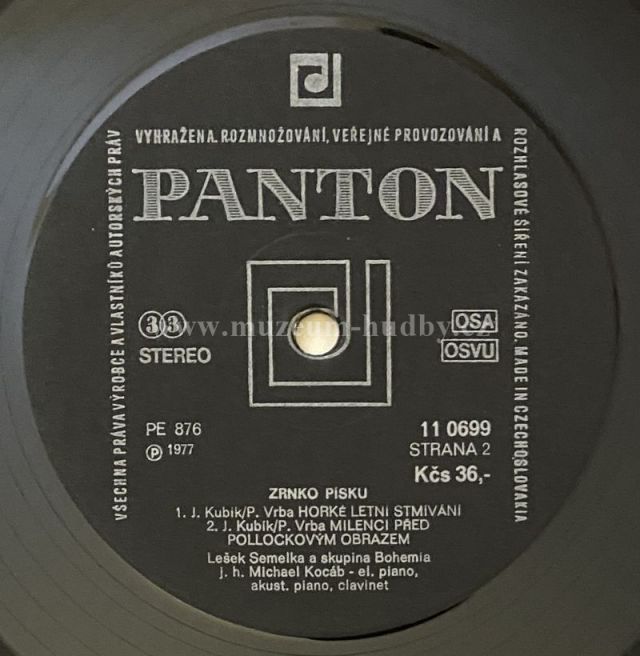 VŠECHNA PRÁVA VÝROBCE A VLASTNÍKŮ AUTORSKÝCH PRÁV
VYHRAŽENA. ROZMNOŽOVÁNÍ, VEŘEJNÉ PROVOZOVÁNÍ A
ROZHLASOVÉ ŠÍŘENÍ ZAKÁZÁNO. MADE IN CZECHOSLOVAKIA
PANTON
33
STEREO
www.muzeum-hudby.cz
OSA
OSVU
PE 876
Ⓟ 1977
11 0699
STRANA 2
Kčs 36,-
ZRNKO PÍSKU
1. J. Kubík/P. Vrba HORKÉ LETNÍ STMÍVÁNÍ
2. J. Kubík/P. Vrba MILENCI PŘED
POLLOCKOVÝM OBRAZEM
Lešek Semelka a skupina Bohemia
j. h. Michael Kocáb - el. piano,
akust. piano, clavinet